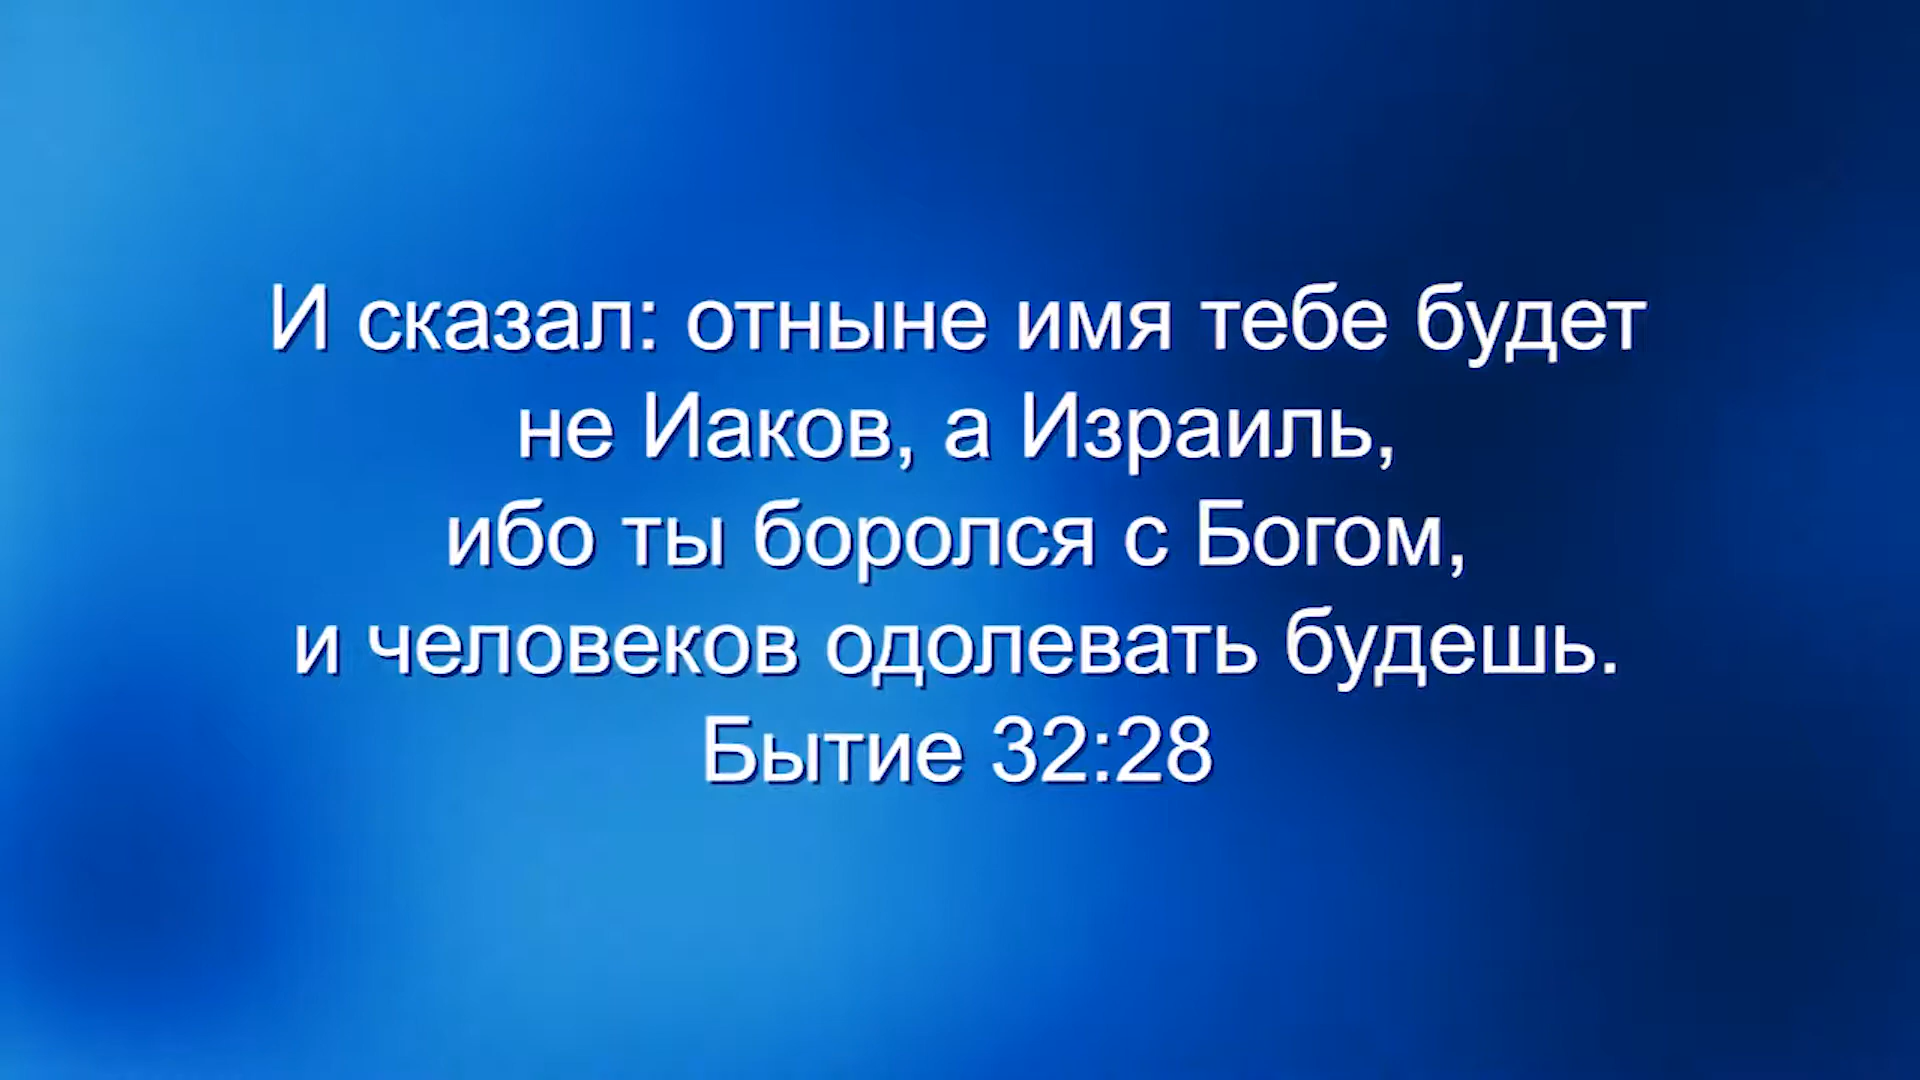 И сказал: отныне имя тебе будет
не Иаков, а Израиль,
ибо ты боролся с Богом,
и человеков одолевать будешь.
Бытие 32:28